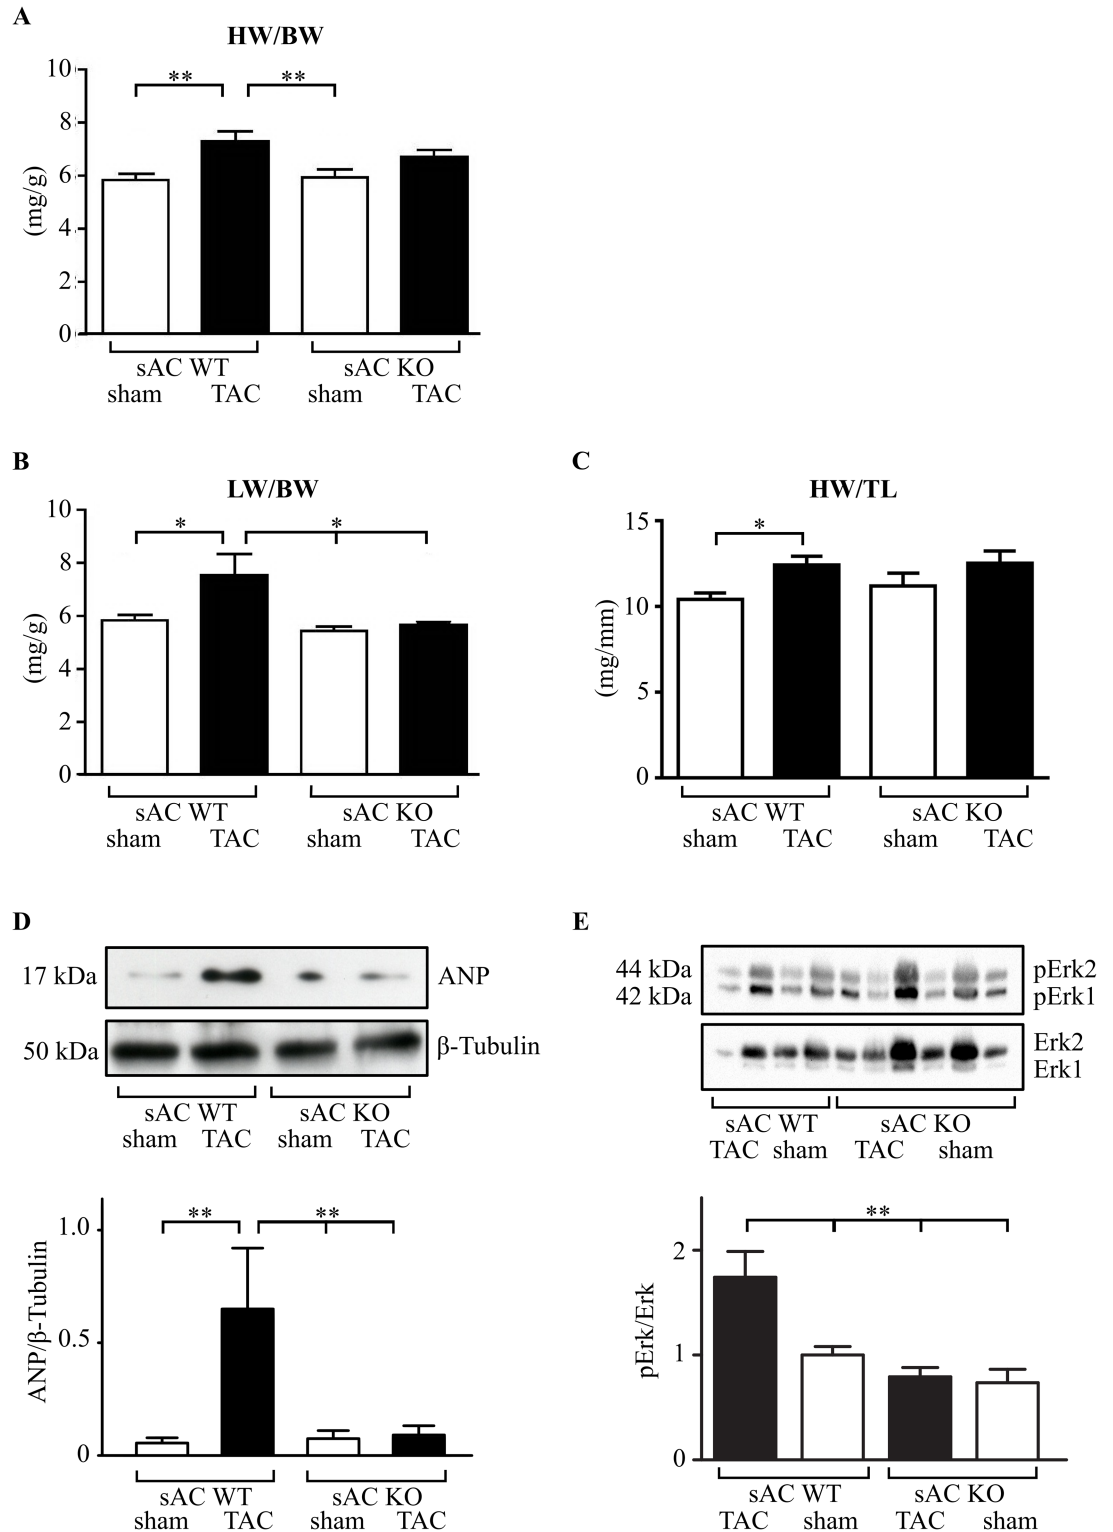 A
HW/BW
10
8
6
4
2
0
(mg/g)
** **
sAC WT sAC KO
sham TAC sham TAC
B
LW/BW
10
8
6
4
2
0
(mg/g)
* *
sAC WT sAC KO
sham TAC sham TAC
C
HW/TL
15
10
5
0
(mg/mm)
*
sAC WT sAC KO
sham TAC sham TAC
D
17 kDa ANP
50 kDa β-Tubulin
sAC WT sAC KO
sham TAC sham TAC
1.0
0.5
0
ANP/β-Tubulin
** **
sAC WT sAC KO
sham TAC sham TAC
E
44 kDa pErk2
42 kDa pErk1
Erk2
Erk1
sAC WT sAC KO
TAC sham TAC sham
2
1
0
pErk/Erk
**
sAC WT sAC KO
TAC sham TAC sham